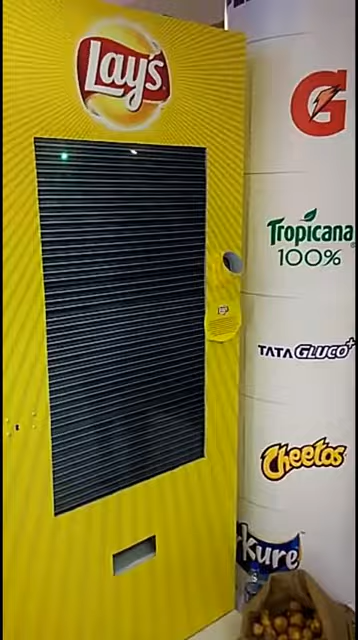 Lay's
G
Tropicana
100%
TATA GLUCO+
Cheetos
kure